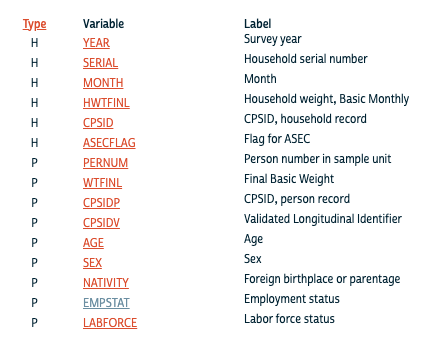 Type Variable Label
H YEAR Survey year
H SERIAL Household serial number
H MONTH Month
H HWTFINL Household weight, Basic Monthly
H CPSID CPSID, household record
H ASECFLAG Flag for ASEC
P PERNUM Person number in sample unit
P WTFINL Final Basic Weight
P CPSIDP CPSID, person record
P CPSIDV Validated Longitudinal Identifier
P AGE Age
P SEX Sex
P NATIVITY Foreign birthplace or parentage
P EMPSTAT Employment status
P LABFORCE Labor force status